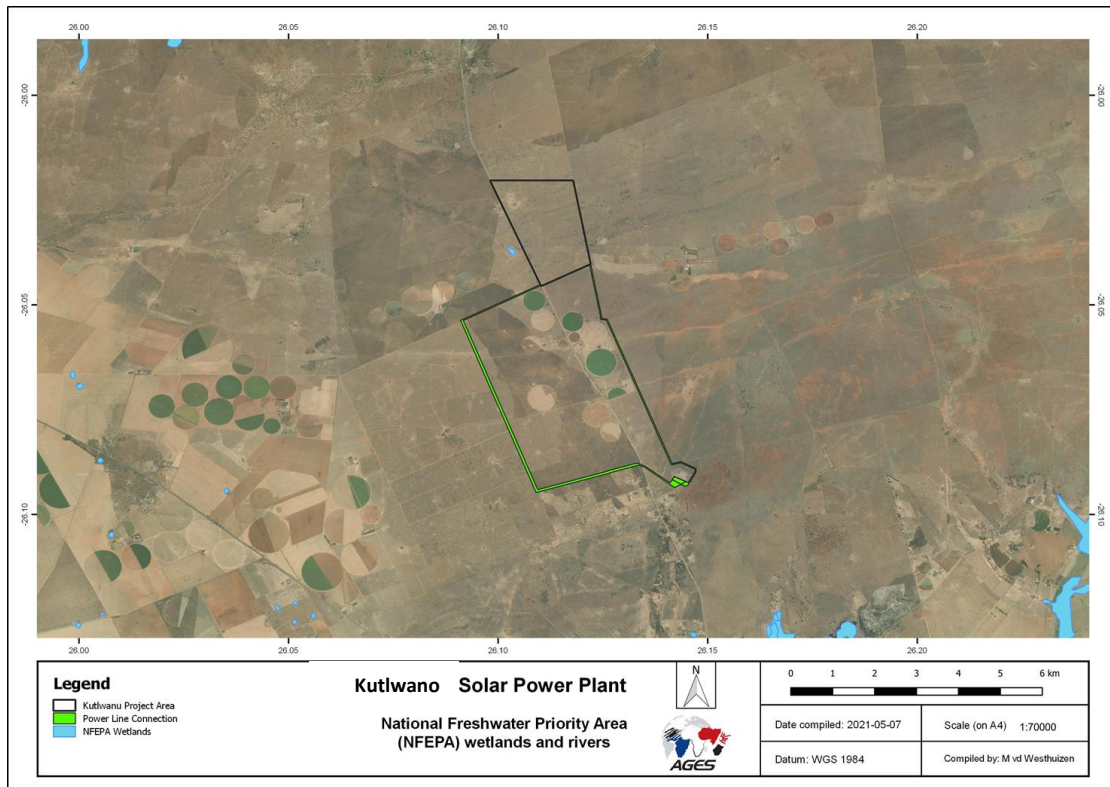 26.00 26.05 26.10 26.15 26.20
-26.00 -26.00
-26.05 -26.05
-26.10 -26.10
26.00 26.05 26.10 26.15 26.20
Legend
Kutlwanu Project Area
Power Line Connection
NFEPA Wetlands
Kutlwano Solar Power Plant
National Freshwater Priority Area
(NFEPA) wetlands and rivers
N
AGES
0 1 2 3 4 5 6 km
Date compiled: 2021-05-07
Scale (on A4) 1:70000
Datum: WGS 1984
Compiled by: M vd Westhuizen